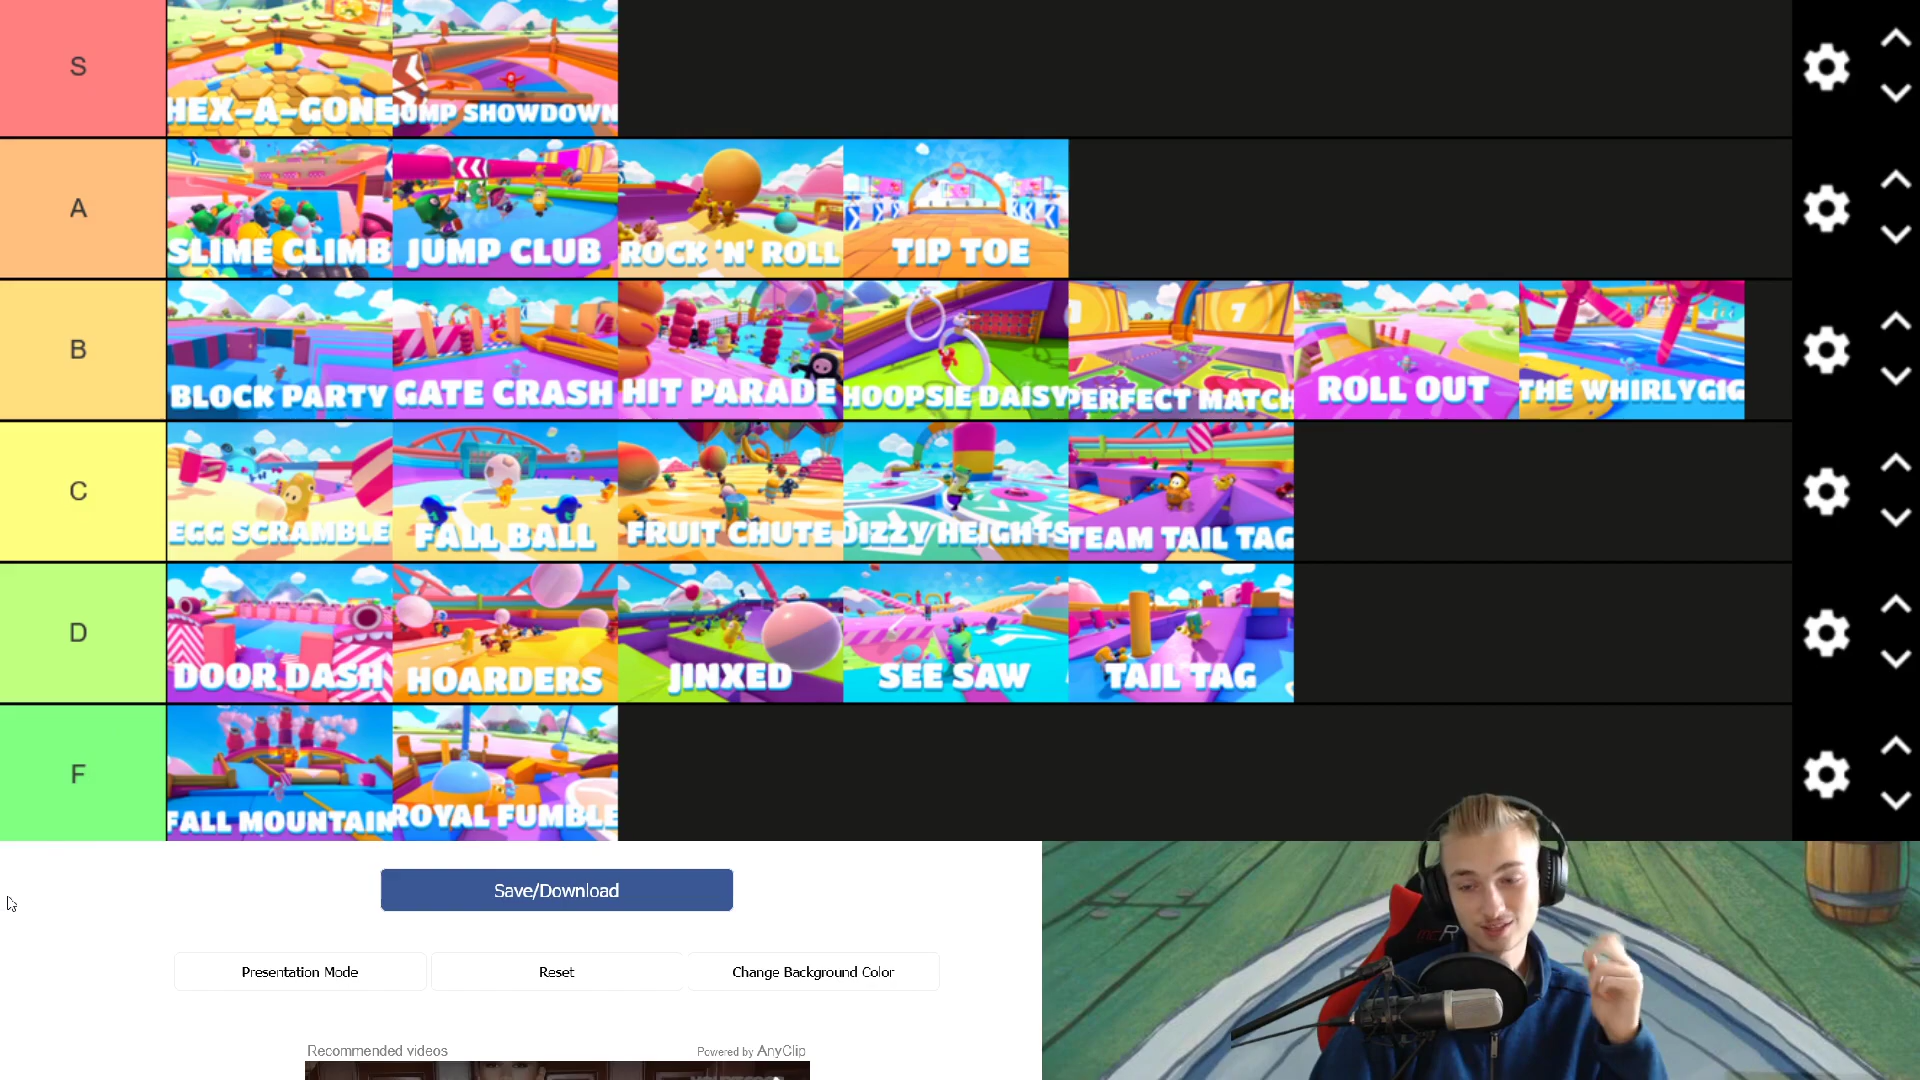 S
HEX-A-GONE
JUMP SHOWDOWN
A
SLIME CLIMB
JUMP CLUB
ROCK 'N' ROLL
TIP TOE
B
BLOCK PARTY
GATE CRASH
HIT PARADE
HOOPSIE DAISY
PERFECT MATCH
7
ROLL OUT
THE WHIRLYGIG
C
EGG SCRAMBLE
FALL BALL
FRUIT CHUTE
DIZZY HEIGHTS
TEAM TAIL TAG
D
DOOR DASH
HOARDERS
JINXED
SEE SAW
TAIL TAG
F
FALL MOUNTAIN
ROYAL FUMBLE
Save/Download
Presentation Mode
Reset
Change Background Color
Recommended videos
Powered by AnyClip